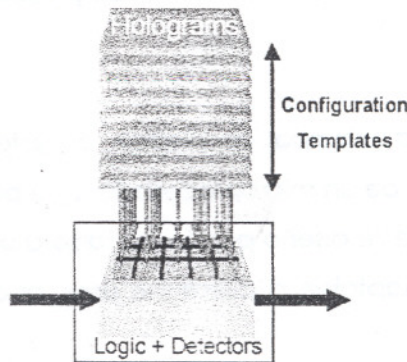 Holograms
Configuration
Templates
Logic + Detectors